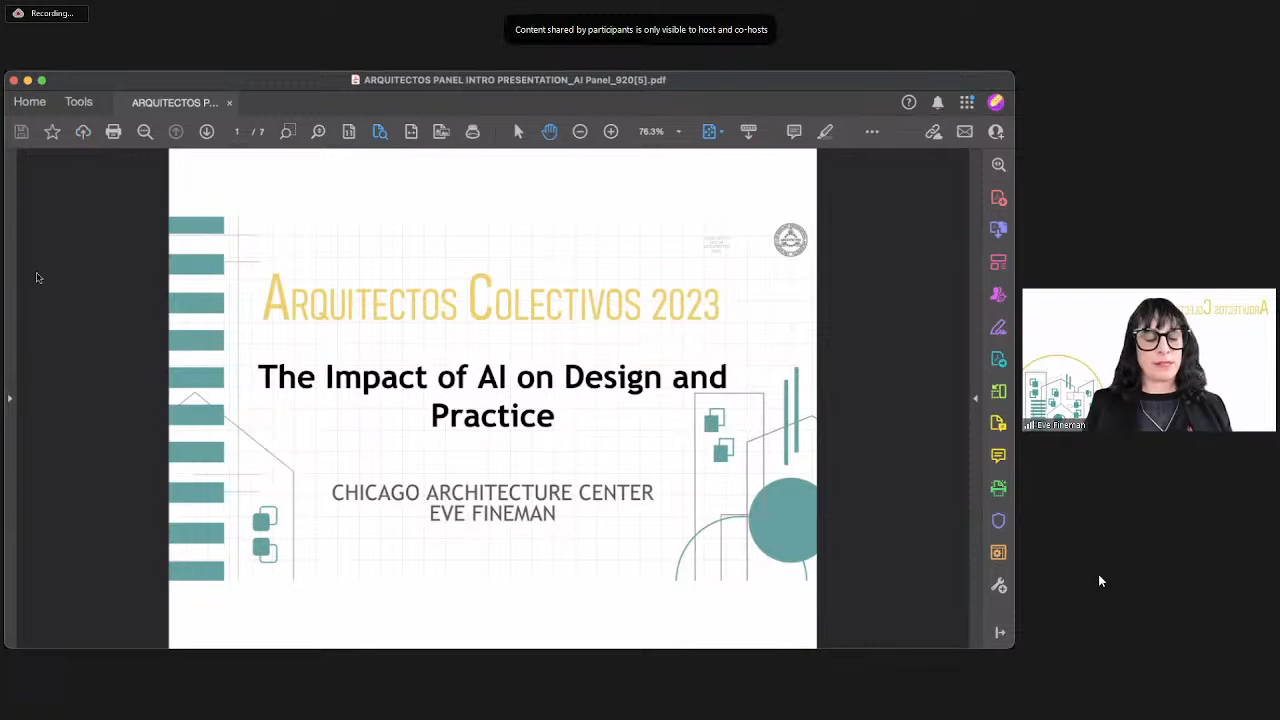 Recording...
Content shared by participants is only visible to host and co-hosts
ARQUITECTOS PANEL INTRO PRESENTATION_AI Panel_920[5].pdf
Home Tools ARQUITECTOS P... ×
1 / 7 76.3%
ARQUITECTOS COLECTIVOS 2023
The Impact of AI on Design and
Practice
CHICAGO ARCHITECTURE CENTER
EVE FINEMAN
Eve Fineman